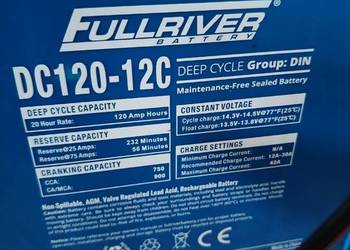 FULLRIVER
BATTERY
DC120-12C
DEEP CYCLE Group: DIN
Maintenance-Free Sealed Battery
DEEP CYCLE CAPACITY
20 Hour Rate: 120 Amp Hours
RESERVE CAPACITY
Reserve@25 Amps: 232 Minutes
Reserve@75 Amps: 56 Minutes
CRANKING CAPACITY
CCA: 750
CA/MCA: 900
CONSTANT VOLTAGE
Cycle charge: 14.3V-14.5V@77°F(25°C)
Float charge: 13.5V-13.8V@77°F(25°C)
CHARGE SETTINGS
Minimum Charge Current: N/A
Recommended Charge Current: 12A-30A
Maximum Charge Current: 42A
Non-Spillable, AGM, Valve Regulated Lead Acid, Rechargeable Battery